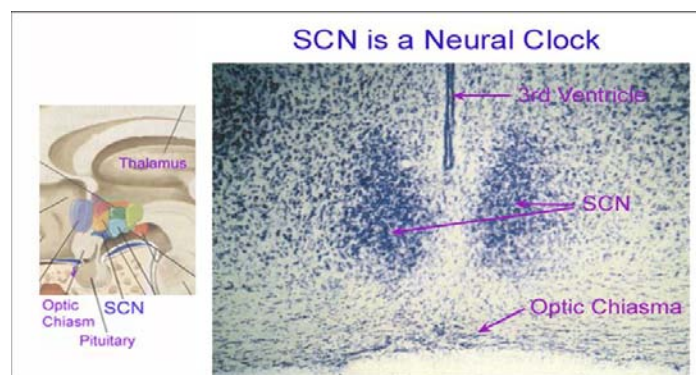 SCN is a Neural Clock
3rd Ventricle
Thalamus
SCN
Optic Chiasm
SCN
Pituitary
Optic Chiasma